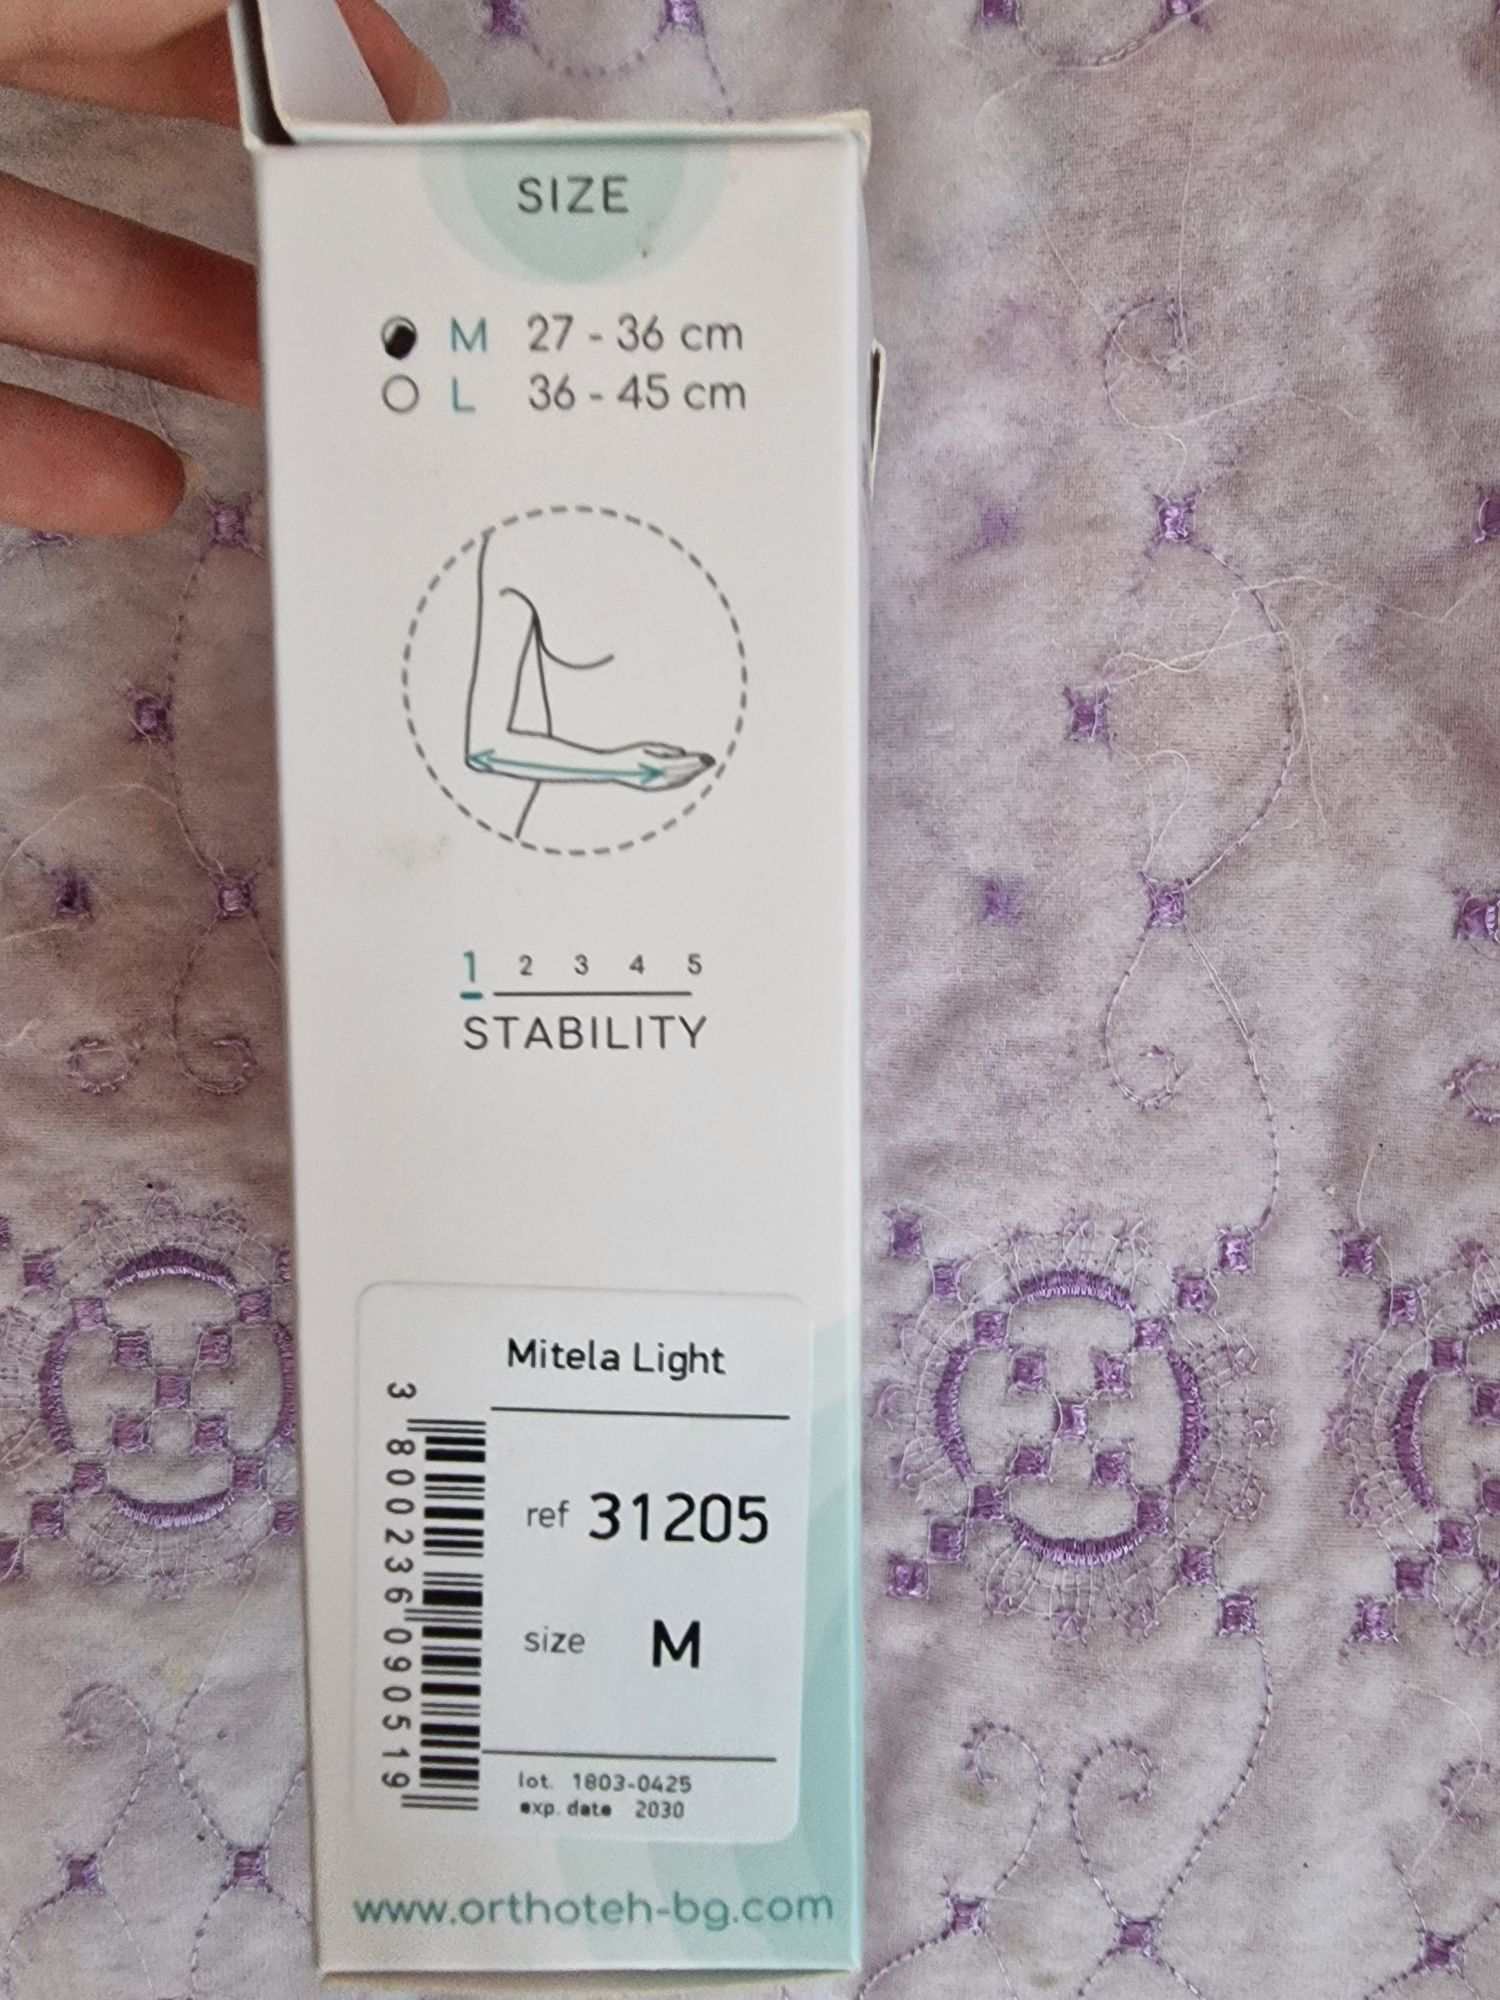 SIZE
M 27 - 36 cm
L 36 - 45 cm
1 2 3 4 5
STABILITY
Mitela Light
3 800236 090519
ref 31205
size M
lot. 1803-0425
exp. date 2030
www.orthoteh-bg.com